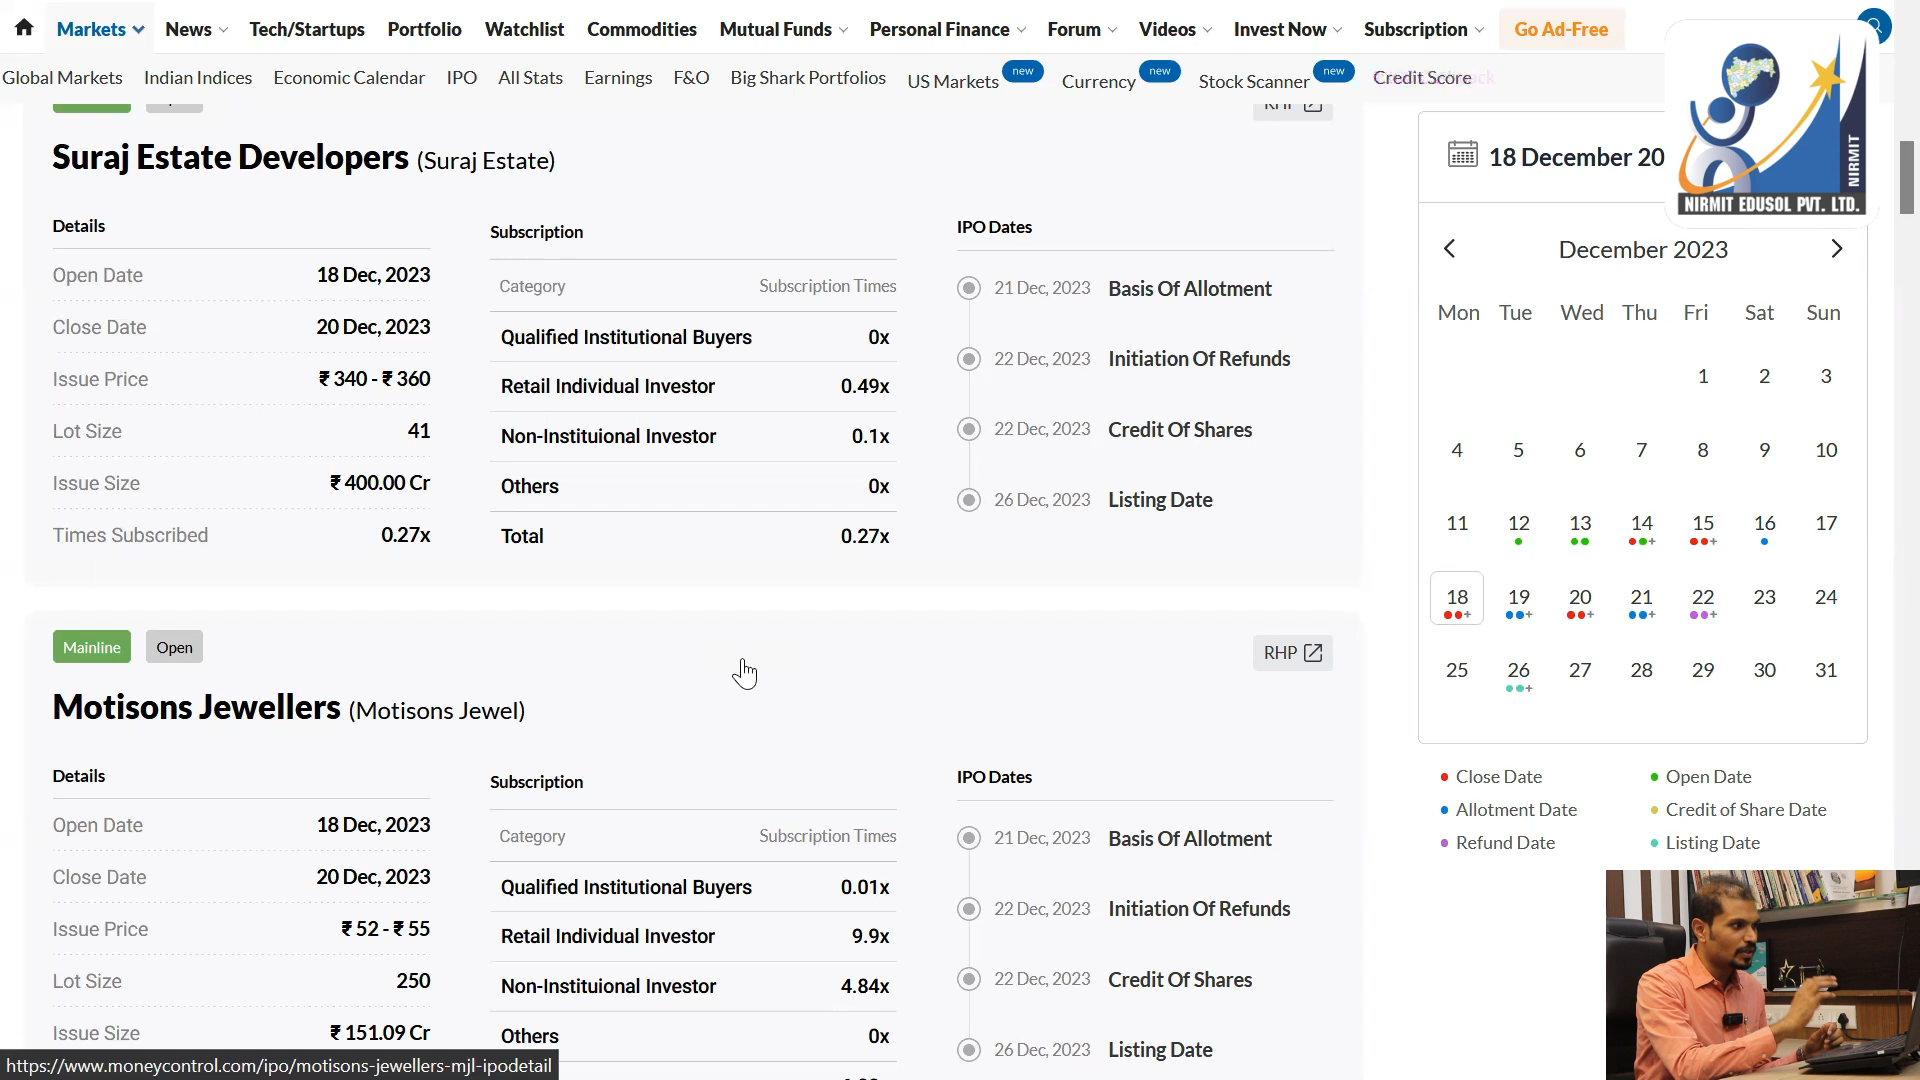 Markets News Tech/Startups Portfolio Watchlist Commodities Mutual Funds Personal Finance Forum Videos Invest Now Subscription Go Ad-Free
Global Markets Indian Indices Economic Calendar IPO All Stats Earnings F&O Big Shark Portfolios US Markets new Currency new Stock Scanner new Credit Score
NIRMIT
NIRMIT EDUSOL PVT. LTD.
RHP
Suraj Estate Developers (Suraj Estate)
Details
Open Date 18 Dec, 2023
Close Date 20 Dec, 2023
Issue Price ₹ 340 - ₹ 360
Lot Size 41
Issue Size ₹ 400.00 Cr
Times Subscribed 0.27x
Subscription
Category Subscription Times
Qualified Institutional Buyers 0x
Retail Individual Investor 0.49x
Non-Instituional Investor 0.1x
Others 0x
Total 0.27x
IPO Dates
21 Dec, 2023 Basis Of Allotment
22 Dec, 2023 Initiation Of Refunds
22 Dec, 2023 Credit Of Shares
26 Dec, 2023 Listing Date
Mainline Open RHP
Motisons Jewellers (Motisons Jewel)
Details
Open Date 18 Dec, 2023
Close Date 20 Dec, 2023
Issue Price ₹ 52 - ₹ 55
Lot Size 250
Issue Size ₹ 151.09 Cr
Subscription
Category Subscription Times
Qualified Institutional Buyers 0.01x
Retail Individual Investor 9.9x
Non-Instituional Investor 4.84x
Others 0x
IPO Dates
21 Dec, 2023 Basis Of Allotment
22 Dec, 2023 Initiation Of Refunds
22 Dec, 2023 Credit Of Shares
26 Dec, 2023 Listing Date
18 December 20
December 2023
Mon Tue Wed Thu Fri Sat Sun
1 2 3
4 5 6 7 8 9 10
11 12 13 14 15 16 17
18 19 20 21 22 23 24
25 26 27 28 29 30 31
Close Date Open Date
Allotment Date Credit of Share Date
Refund Date Listing Date
https://www.moneycontrol.com/ipo/motisons-jewellers-mjl-ipodetail